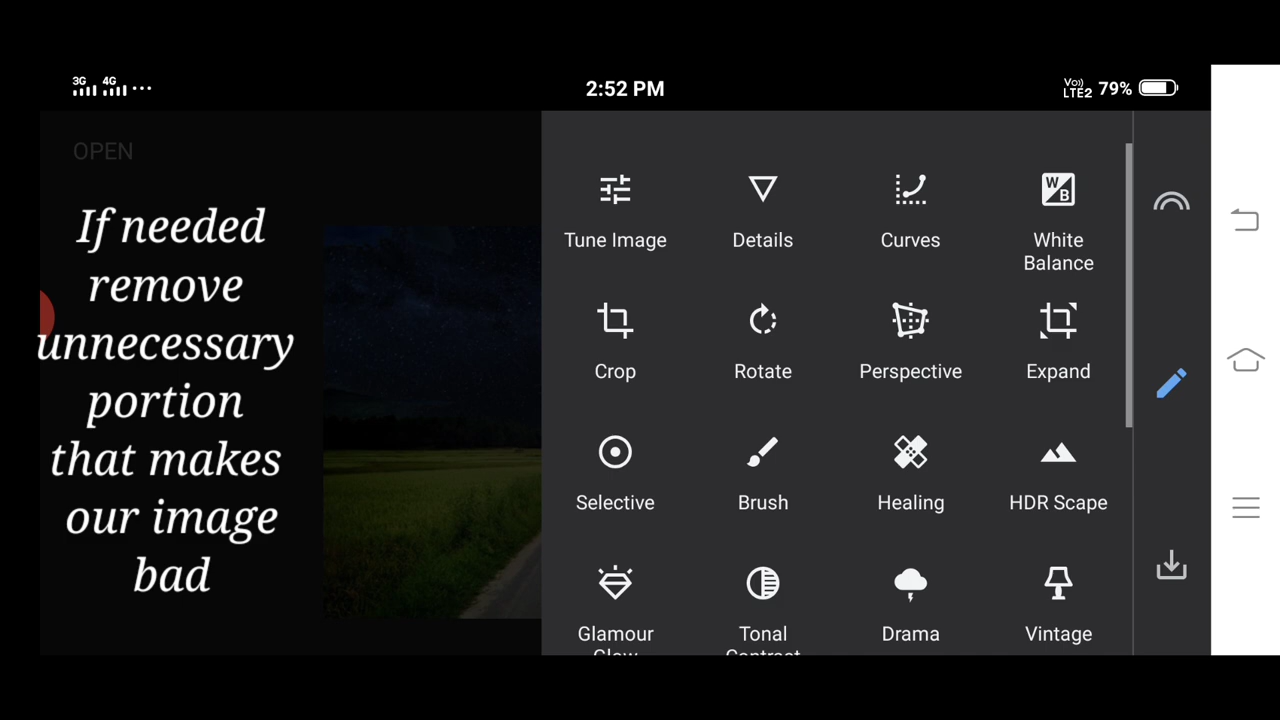 3G 4G
2:52 PM
Vo))
LTE2 79%
OPEN
If needed
remove
unnecessary
portion
that makes
our image
bad
Tune Image
Details
Curves
W
B
White
Balance
Crop
Rotate
Perspective
Expand
Selective
Brush
Healing
HDR Scape
Glamour
Glow
Tonal
Contrast
Drama
Vintage